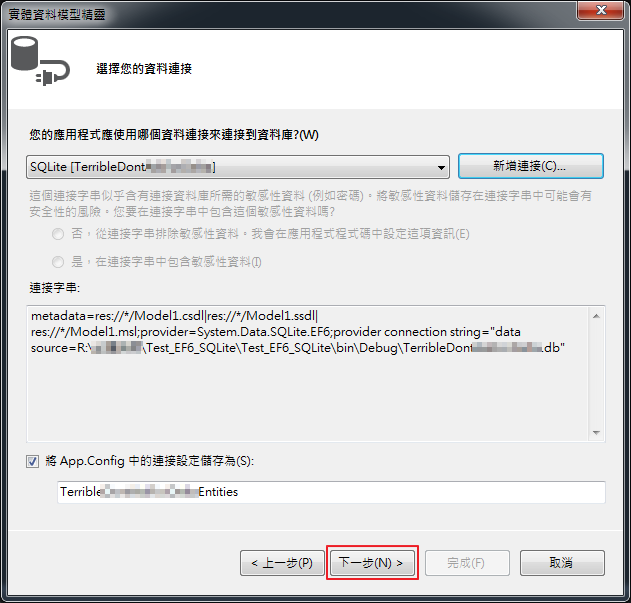 實體資料模型精靈
選擇您的資料連接
您的應用程式應使用哪個資料連接來連接到資料庫?(W)
SQLite [TerribleDont ]
新增連接(C)...
這個連接字串似乎含有連接資料庫所需的敏感性資料 (例如密碼)。將敏感性資料儲存在連接字串中可能會有
安全性的風險。您要在連接字串中包含這個敏感性資料嗎?
否，從連接字串排除敏感性資料。我會在應用程式程式碼中設定這項資訊(E)
是，在連接字串中包含敏感性資料(I)
連接字串:
metadata=res://*/Model1.csdl|res://*/Model1.ssdl|
res://*/Model1.msl;provider=System.Data.SQLite.EF6;provider connection string="data
source=R:\ \Test_EF6_SQLite\Test_EF6_SQLite\bin\Debug\TerribleDont .db"
將 App.Config 中的連接設定儲存為(S):
Terrible Entities
< 上一步(P)
下一步(N) >
完成(F)
取消